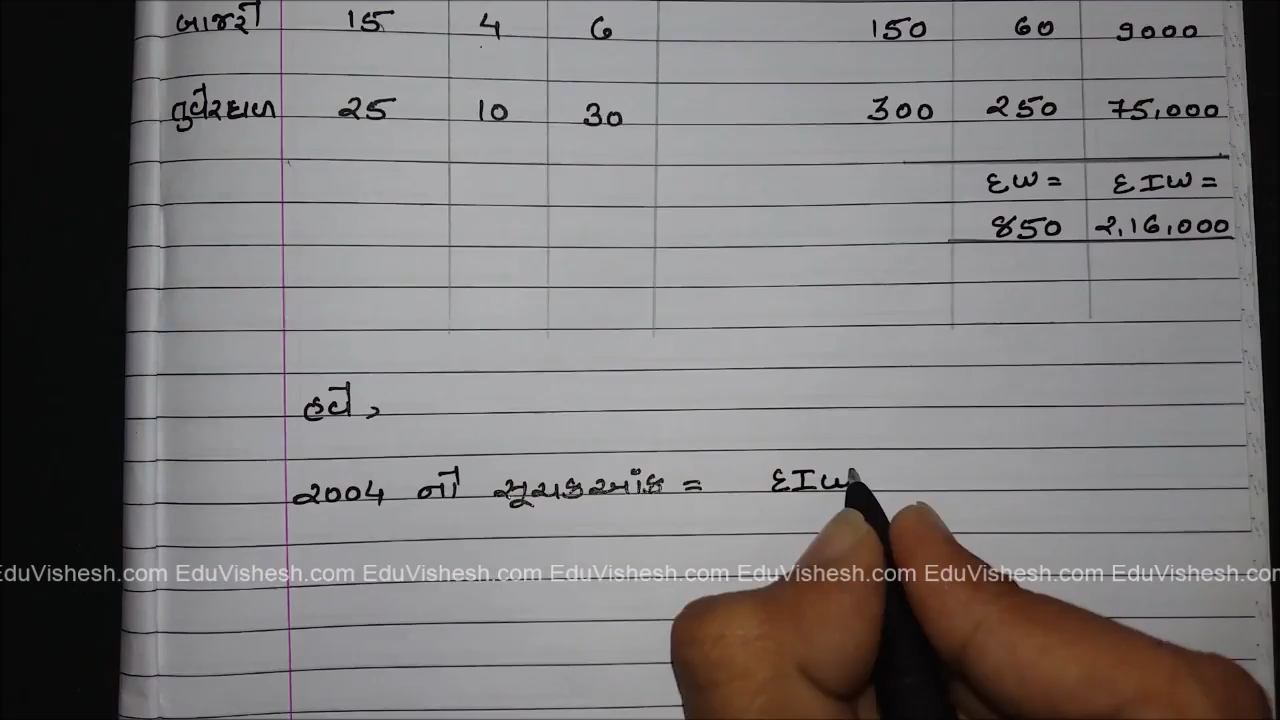 બાજરી 15 4 6 150 60 9000
તુવેરદાળ 25 10 30 300 250 75,000
ΣW = ΣIW =
850 2,16,000
હવે,
2004 નો સૂચકઆંક = ΣIW
EduVishesh.com EduVishesh.com EduVishesh.com EduVishesh.com EduVishesh.com EduVishesh.com EduVishesh.com